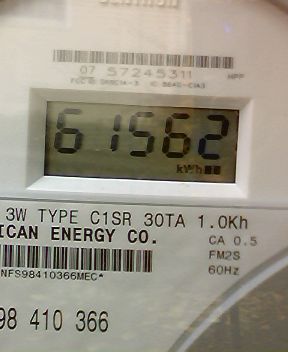 07 57245311
61562
kWh
3W TYPE C1SR 30TA 1.0Kh
ICAN ENERGY CO.
CA 0.5
FM2S
60Hz
NFS98410366MEC*
98 410 366